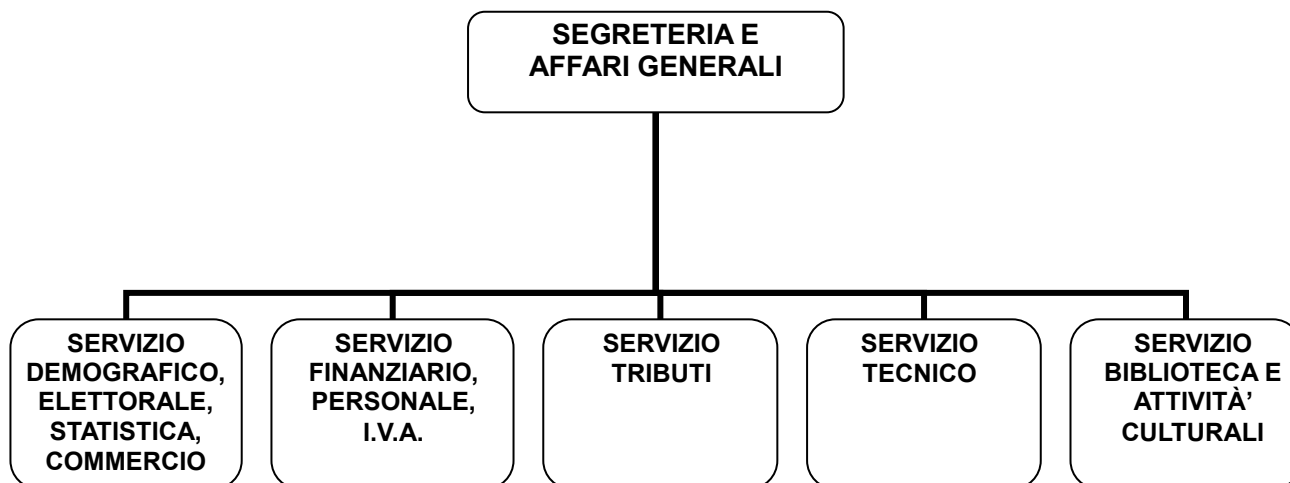 SEGRETERIA E
AFFARI GENERALI
SERVIZIO
DEMOGRAFICO,
ELETTORALE,
STATISTICA,
COMMERCIO
SERVIZIO
FINANZIARIO,
PERSONALE,
I.V.A.
SERVIZIO
TRIBUTI
SERVIZIO
TECNICO
SERVIZIO
BIBLIOTECA E
ATTIVITÀ’
CULTURALI